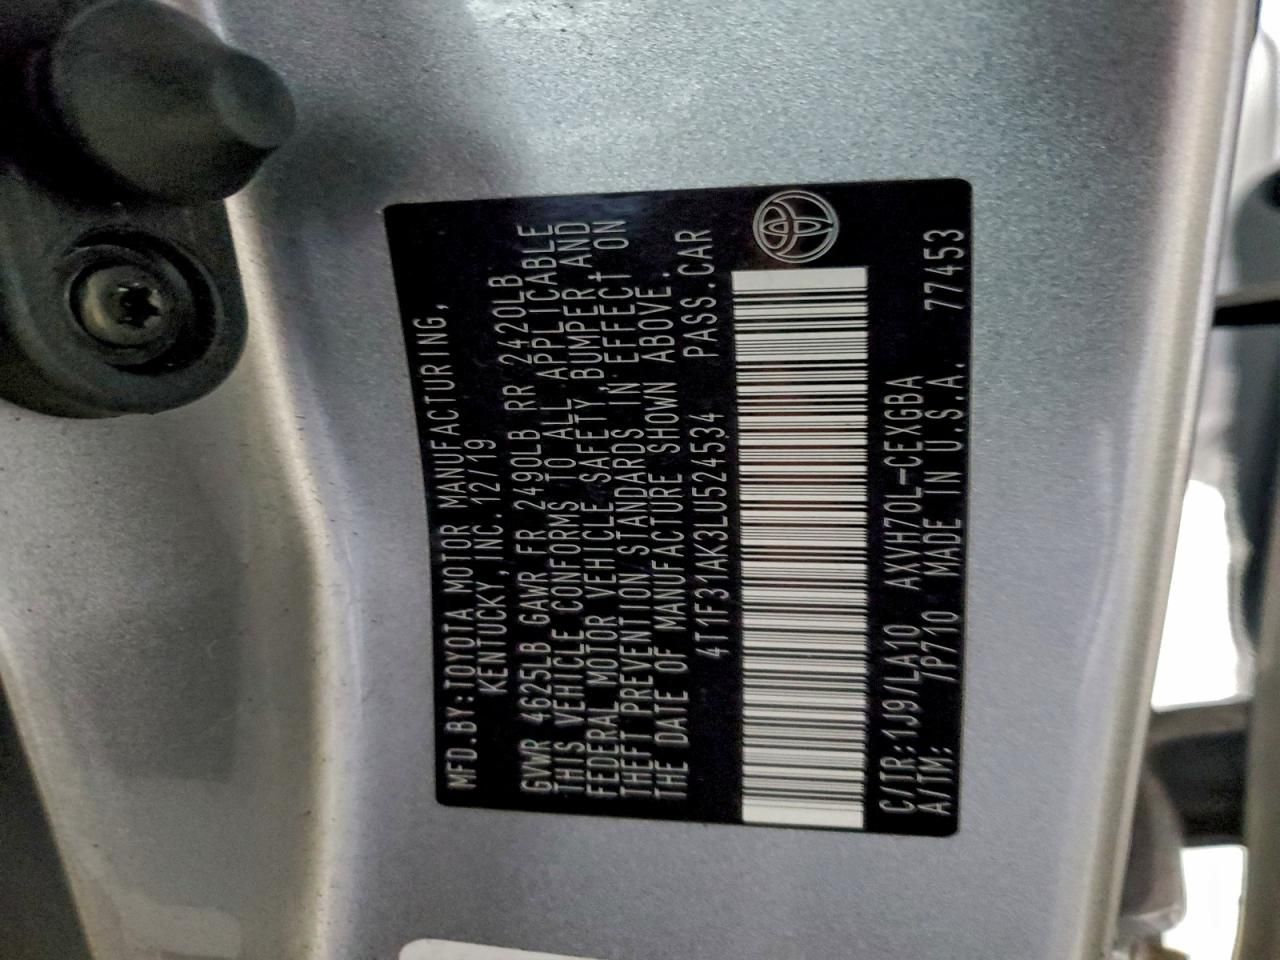 MFD.BY:TOYOTA MOTOR MANUFACTURING,
KENTUCKY,INC.12/19
GVWR 4625LB GAWR FR 2490LB RR 2420LB
THIS VEHICLE CONFORMS TO ALL APPLICABLE
FEDERAL MOTOR VEHICLE SAFETY,BUMPER,AND
THEFT PREVENTION STANDARDS IN EFFECT ON
THE DATE OF MANUFACTURE SHOWN ABOVE.
4T1F31AK3LU524534 PASS.CAR
C/TR:1J9/LA10 AXVH70L-CEXGBA
A/TM: /P710 MADE IN U.S.A. 77453